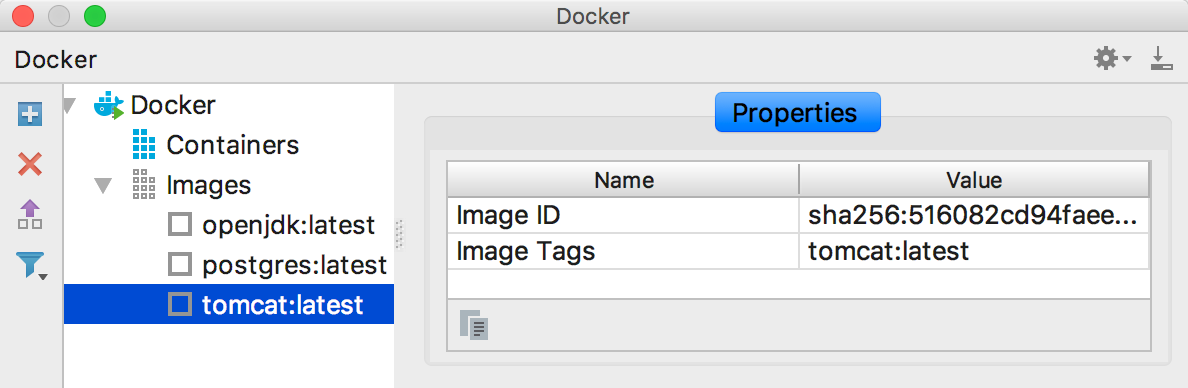 Docker
Docker
Docker
Containers
Images
openjdk:latest
postgres:latest
tomcat:latest
Properties
Name Value
Image ID sha256:516082cd94faee...
Image Tags tomcat:latest